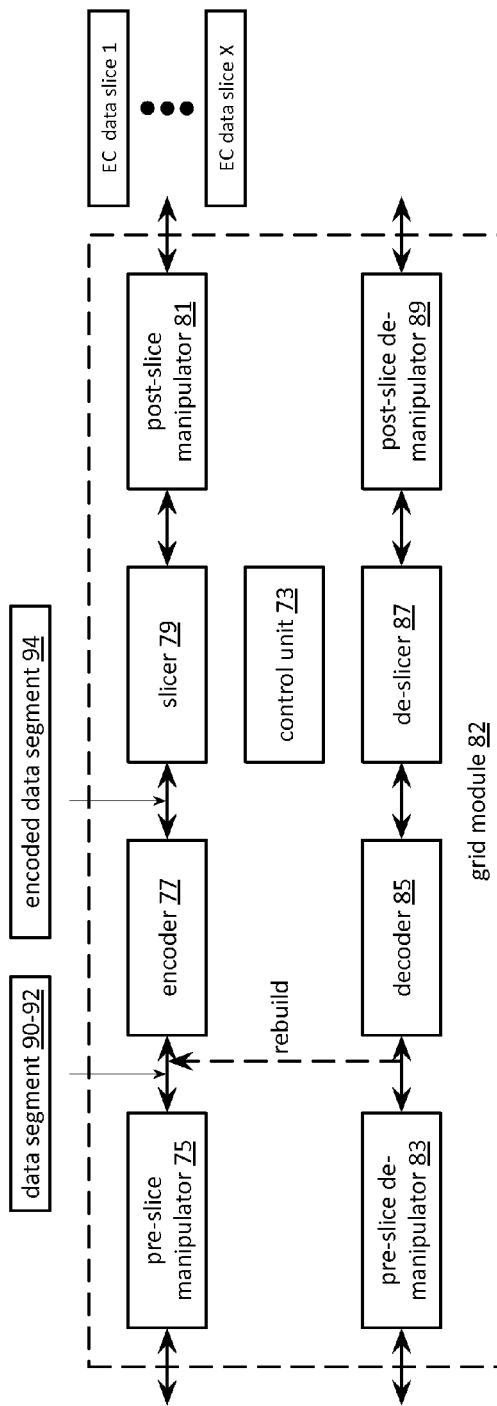 data segment 90-92
encoded data segment 94
EC data slice 1
EC data slice X
pre-slice
manipulator 75
encoder 77
slicer 79
post-slice
manipulator 81
rebuild
control unit 73
pre-slice de-
manipulator 83
decoder 85
de-slicer 87
post-slice de-
manipulator 89
grid module 82